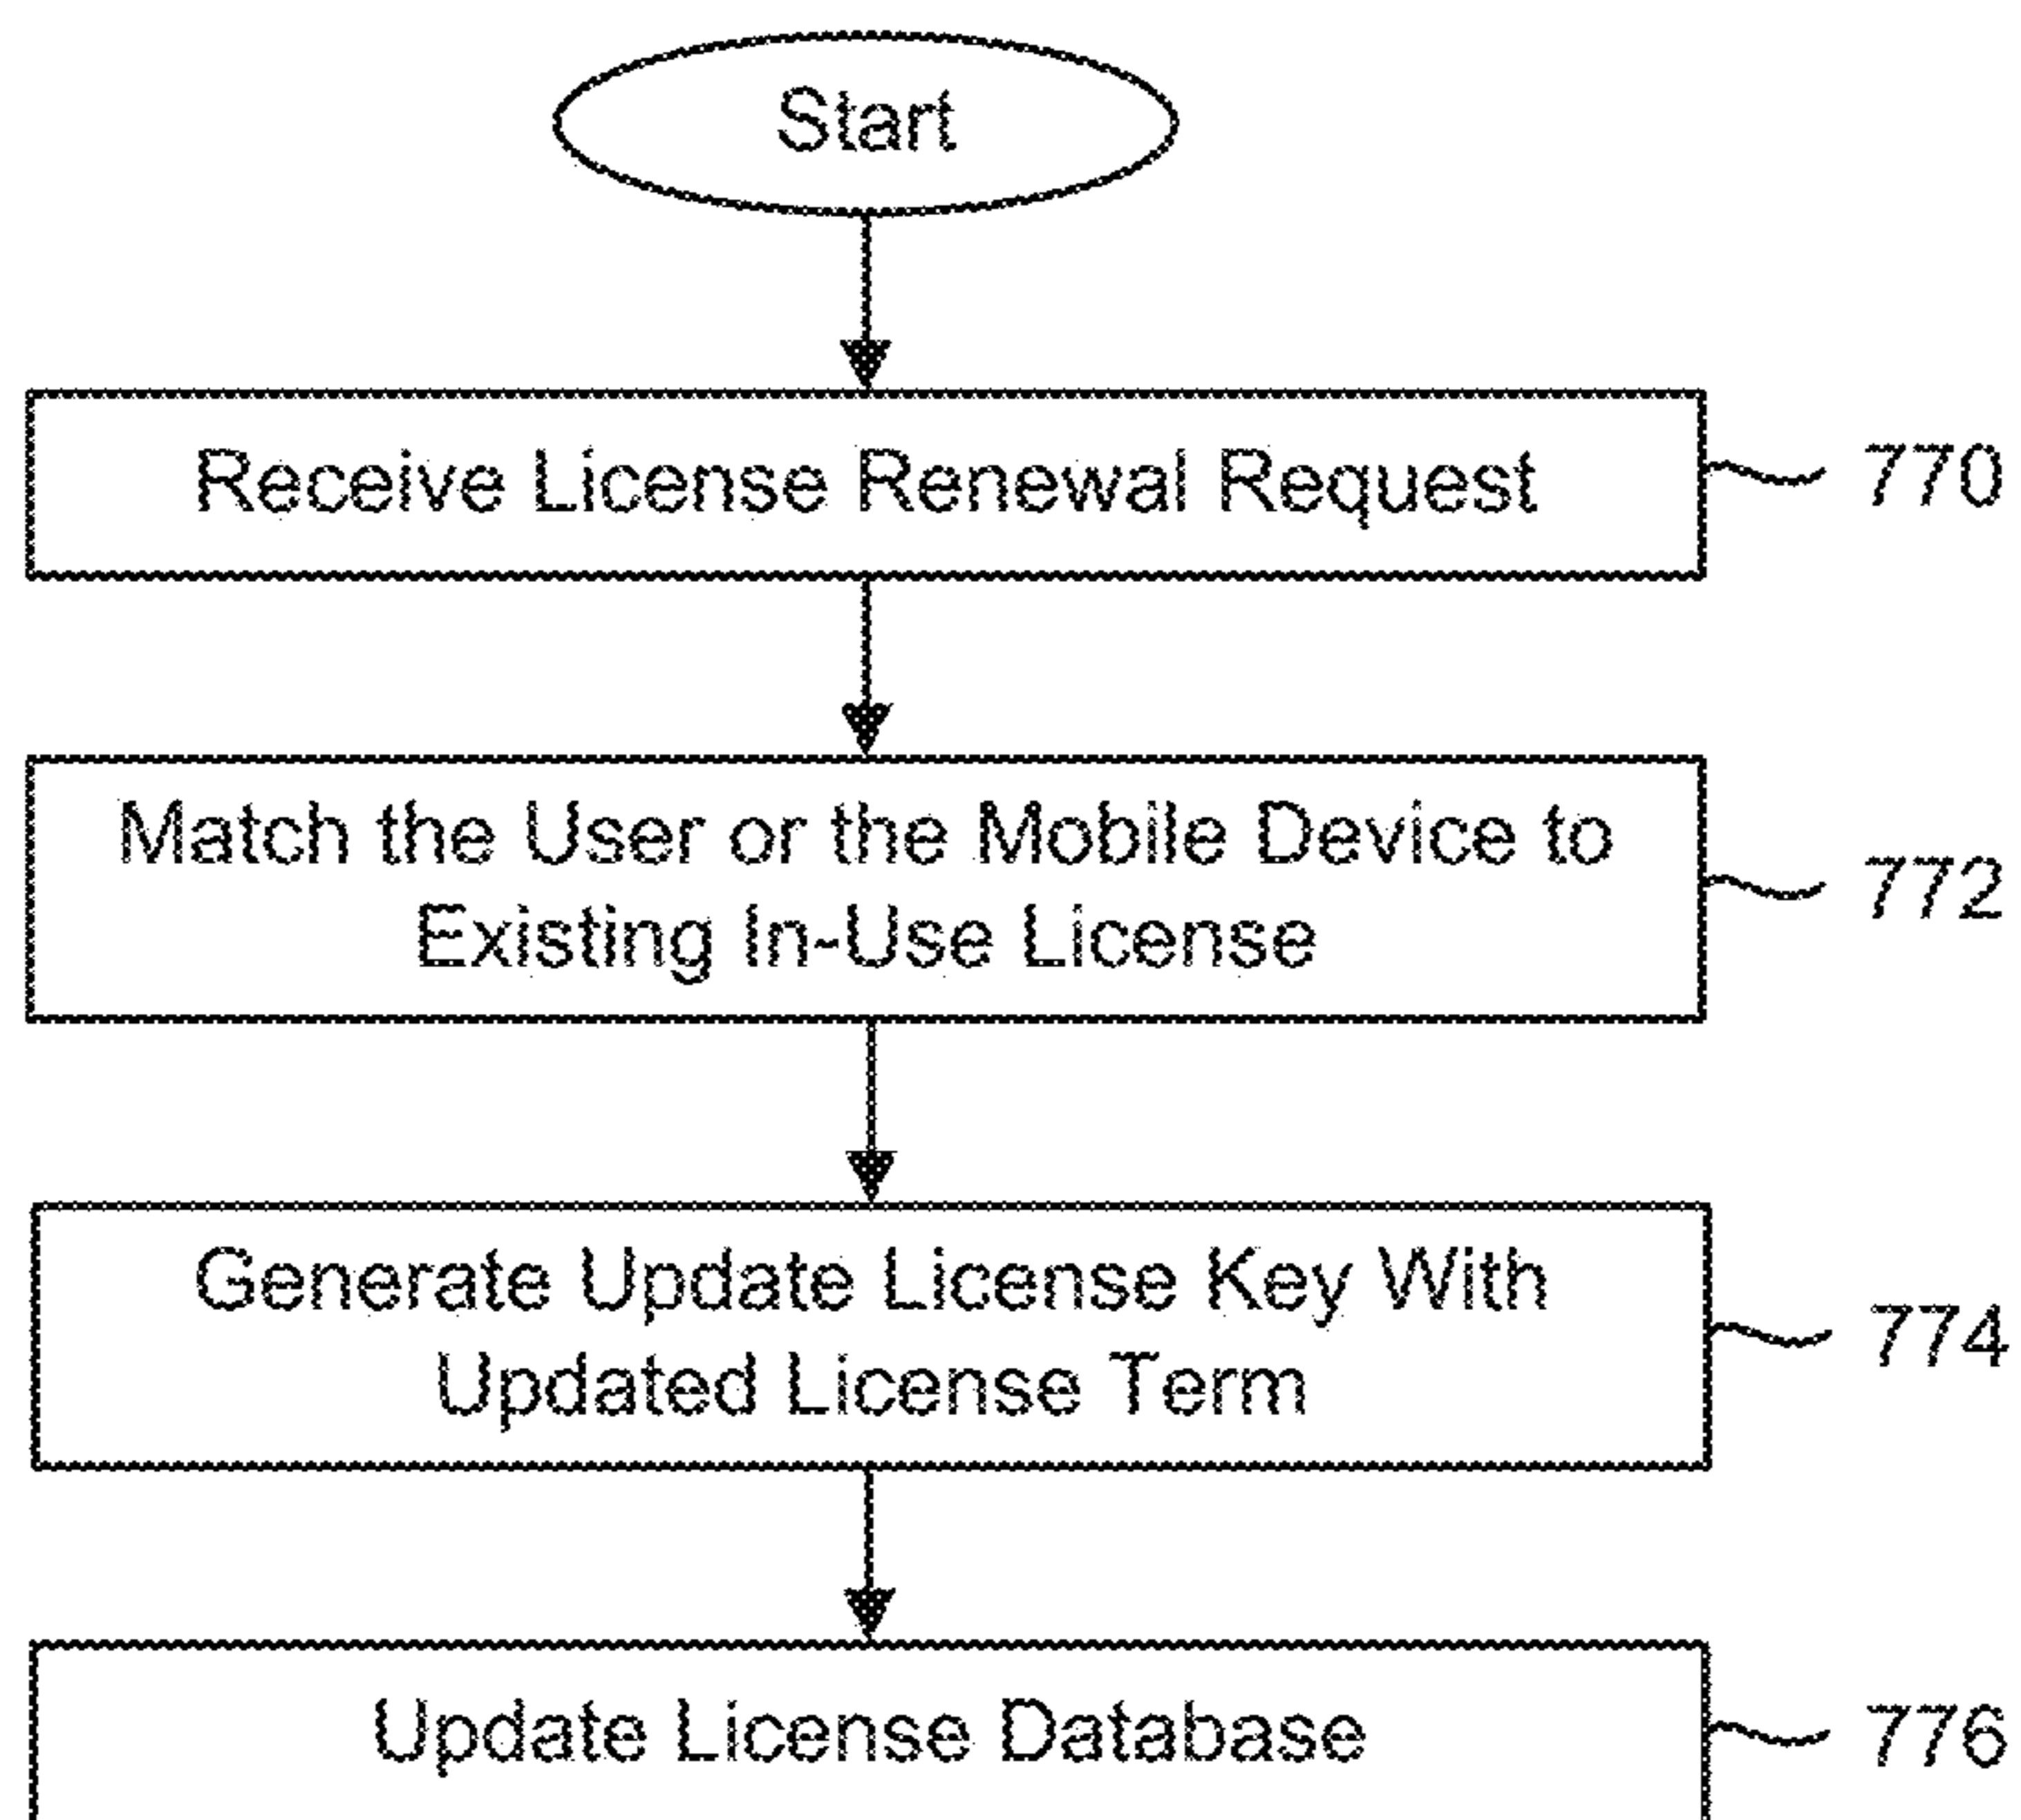 Start
Receive License Renewal Request
770
Match the User or the Mobile Device to
Existing In-Use License
772
Generate Update License Key With
Updated License Term
774
Update License Database
776